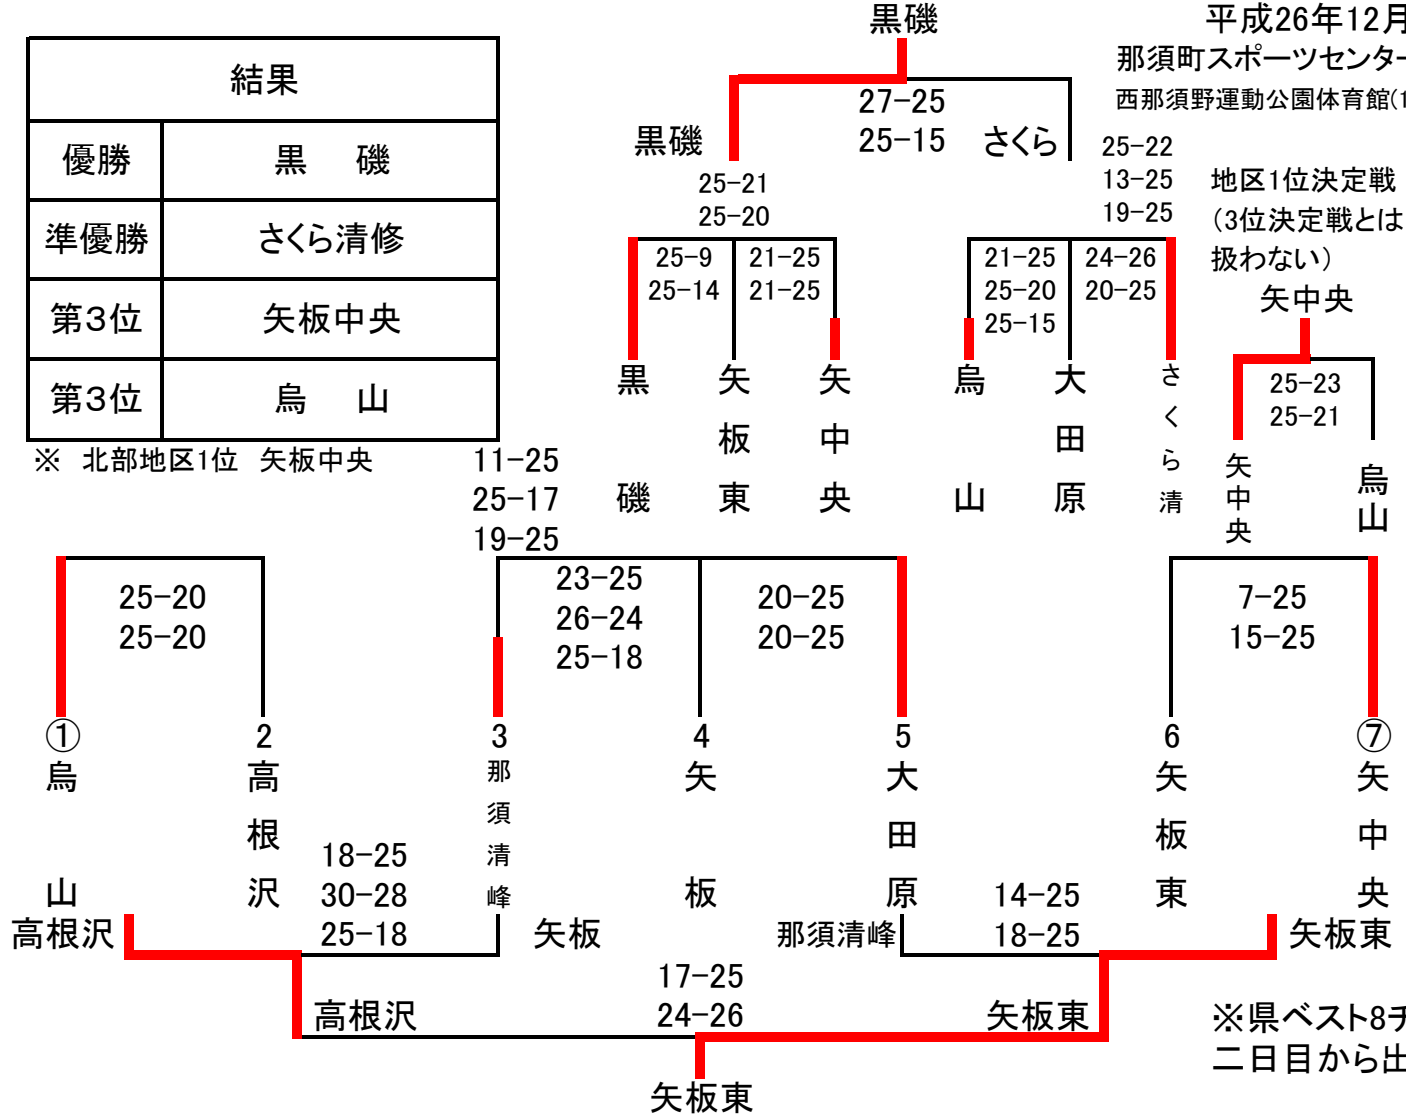 黒磯
平成26年12月
那須町スポーツセンター
西那須野運動公園体育館(1
結果
優勝 黒 磯
準優勝 さくら清修
第3位 矢板中央
第3位 烏 山
※ 北部地区1位 矢板中央
27-25
25-15
黒磯
さくら
25-21
25-20
25-22
13-25
19-25
地区1位決定戦
(3位決定戦とは
扱わない)
25-9
25-14
21-25
21-25
21-25
25-20
25-15
24-26
20-25
黒磯
矢板東
矢中央
烏山
大田原
さくら清
矢中央
25-23
25-21
矢中央
烏山
11-25
25-17
19-25
25-20
25-20
23-25
26-24
25-18
20-25
20-25
7-25
15-25
①
烏山
2
高根沢
3
那須清峰
4
矢板
5
大田原
6
矢板東
⑦
矢中央
高根沢
18-25
30-28
25-18
矢板
那須清峰
14-25
18-25
矢板東
高根沢
17-25
24-26
矢板東
矢板東
※県ベスト8チ
二日目から出